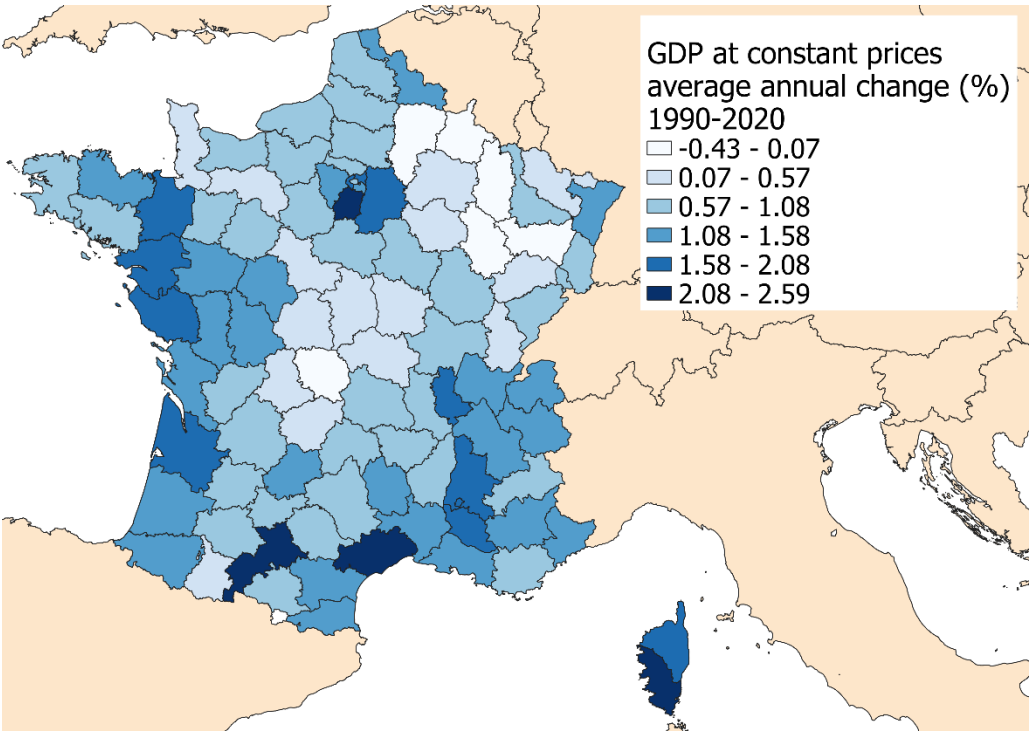 GDP at constant prices
average annual change (%)
1990-2020
-0.43 - 0.07
0.07 - 0.57
0.57 - 1.08
1.08 - 1.58
1.58 - 2.08
2.08 - 2.59